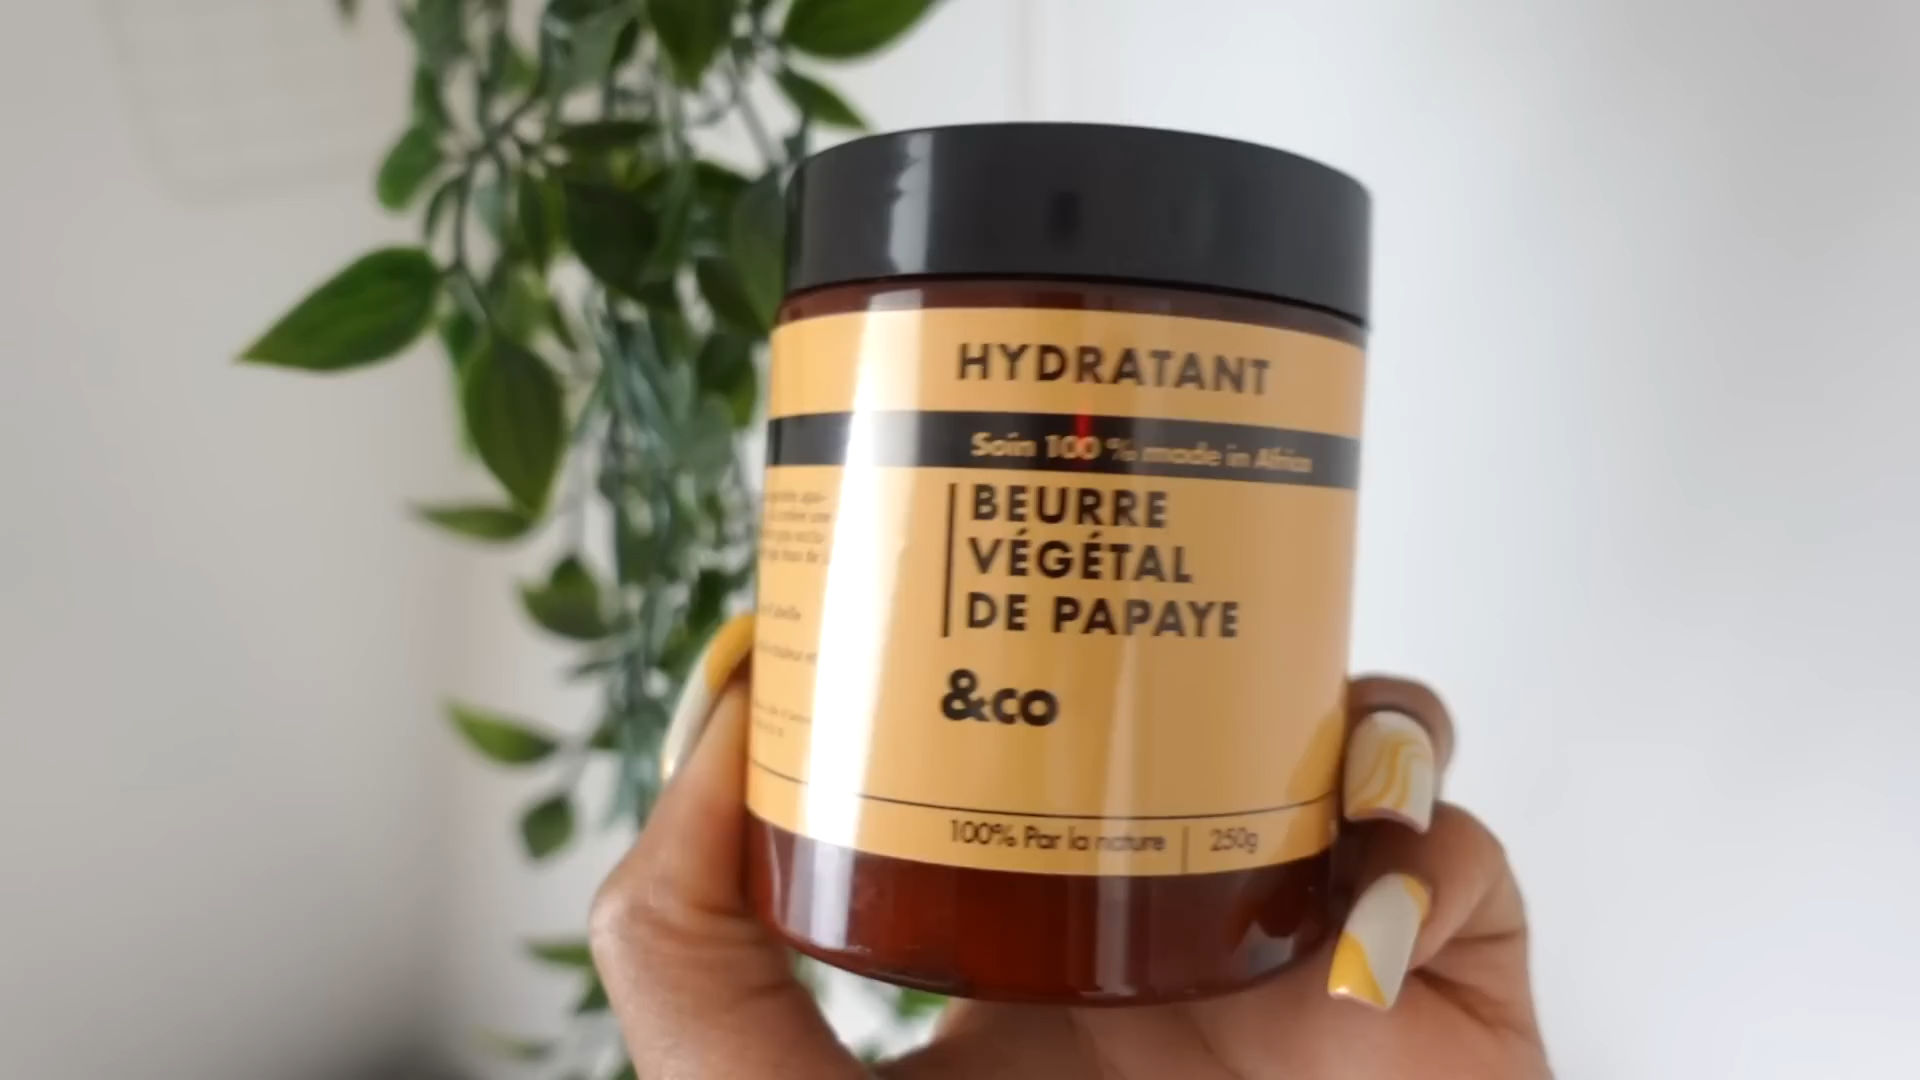 HYDRATANT
Soin 100 % made in Africa
BEURRE
VÉGÉTAL
DE PAPAYE
&co
100% Par la nature | 250g